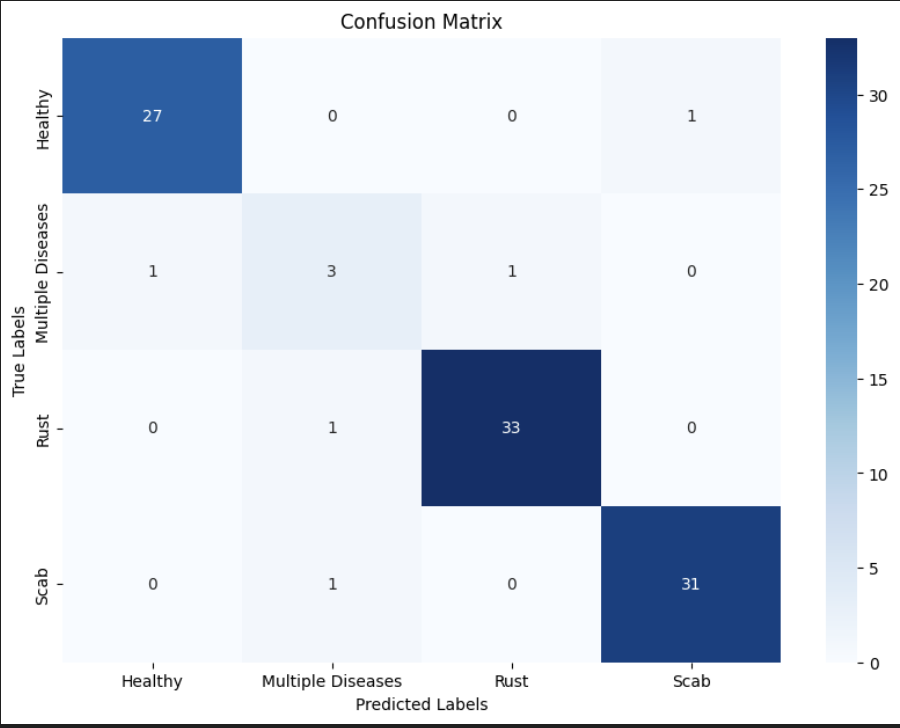 Confusion Matrix
Healthy
27 0 0 1
Multiple Diseases
1 3 1 0
True Labels
Rust
0 1 33 0
Scab
0 1 0 31
Healthy Multiple Diseases Rust Scab
Predicted Labels
30
25
20
15
10
5
0